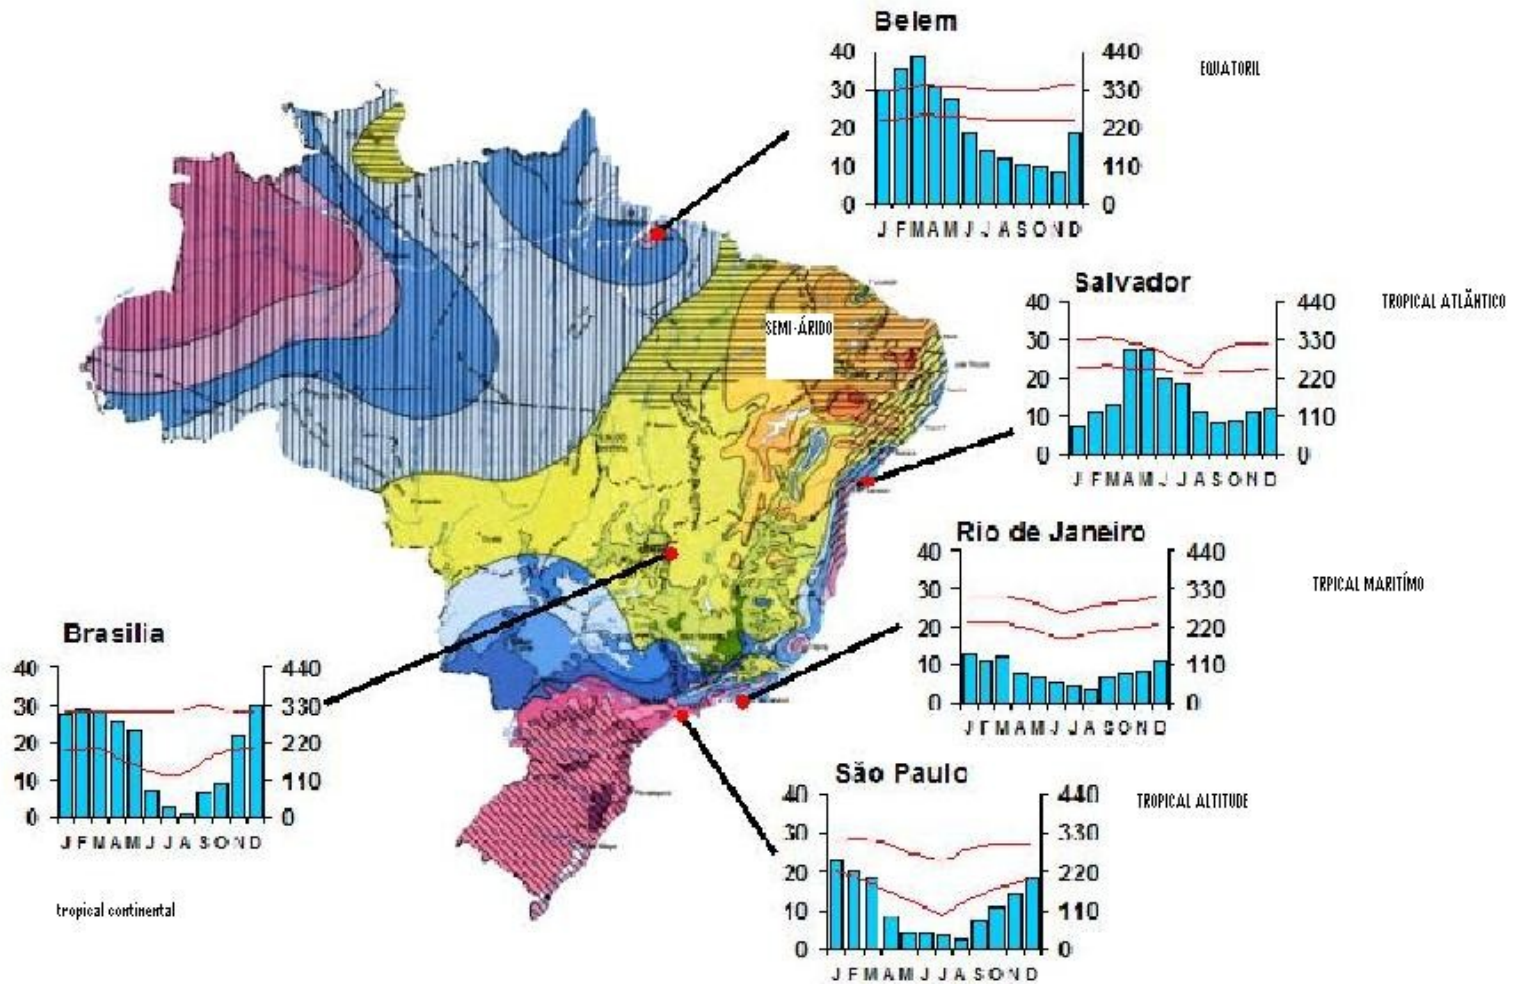 Belem
40 440
30 330
20 220
10 110
0 0
J F M A M J J A S O N D
EQUATORIL
Salvador
40 440
30 330
20 220
10 110
0 0
J F M A M J J A S O N D
TROPICAL ATLÂNTICO
SEMI-ÁRIDO
Rio de Janeiro
40 440
30 330
20 220
10 110
0 0
J F M A M J J A S O N D
TRPICAL MARITÍMO
Brasilia
40 440
30 330
20 220
10 110
0 0
J F M A M J J A S O N D
tropical continental
São Paulo
40 440
30 330
20 220
10 110
0 0
J F M A M J J A S O N D
TROPICAL ALTITUDE